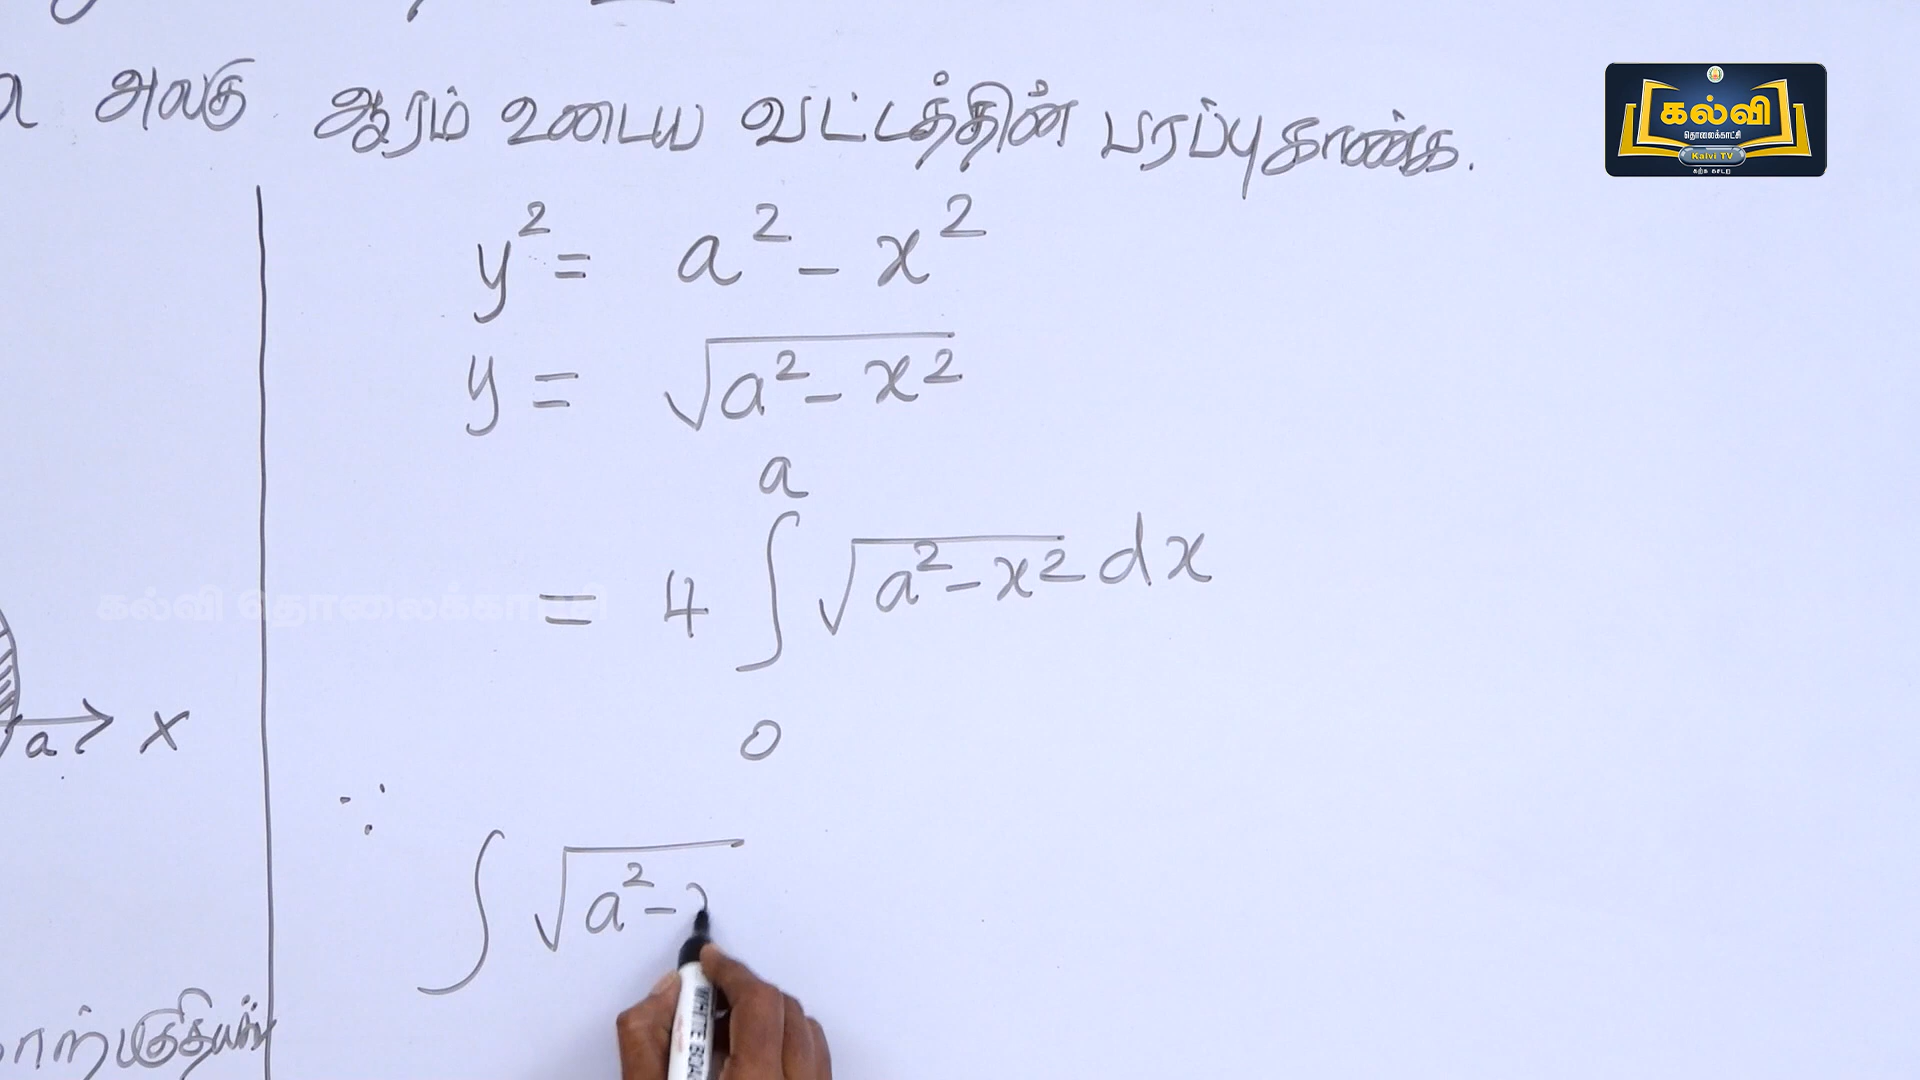 a அலகு ஆரம் உடைய வட்டத்தின் பரப்பு காண்க.
y² = a² - x²
y = √a² - x²
a
= 4 ∫ √a² - x² dx
0
a x
∵
∫ √a² -
கல்வி
தொலைக்காட்சி
Kalvi TV
கல்வி தொலைக்காட்சி